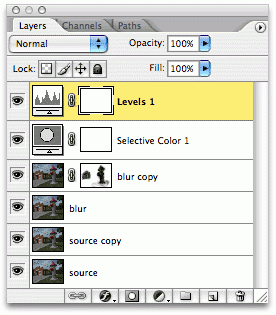 Layers Channels Paths
Normal Opacity: 100%
Lock: Fill: 100%
Levels 1
Selective Color 1
blur copy
blur
source copy
source